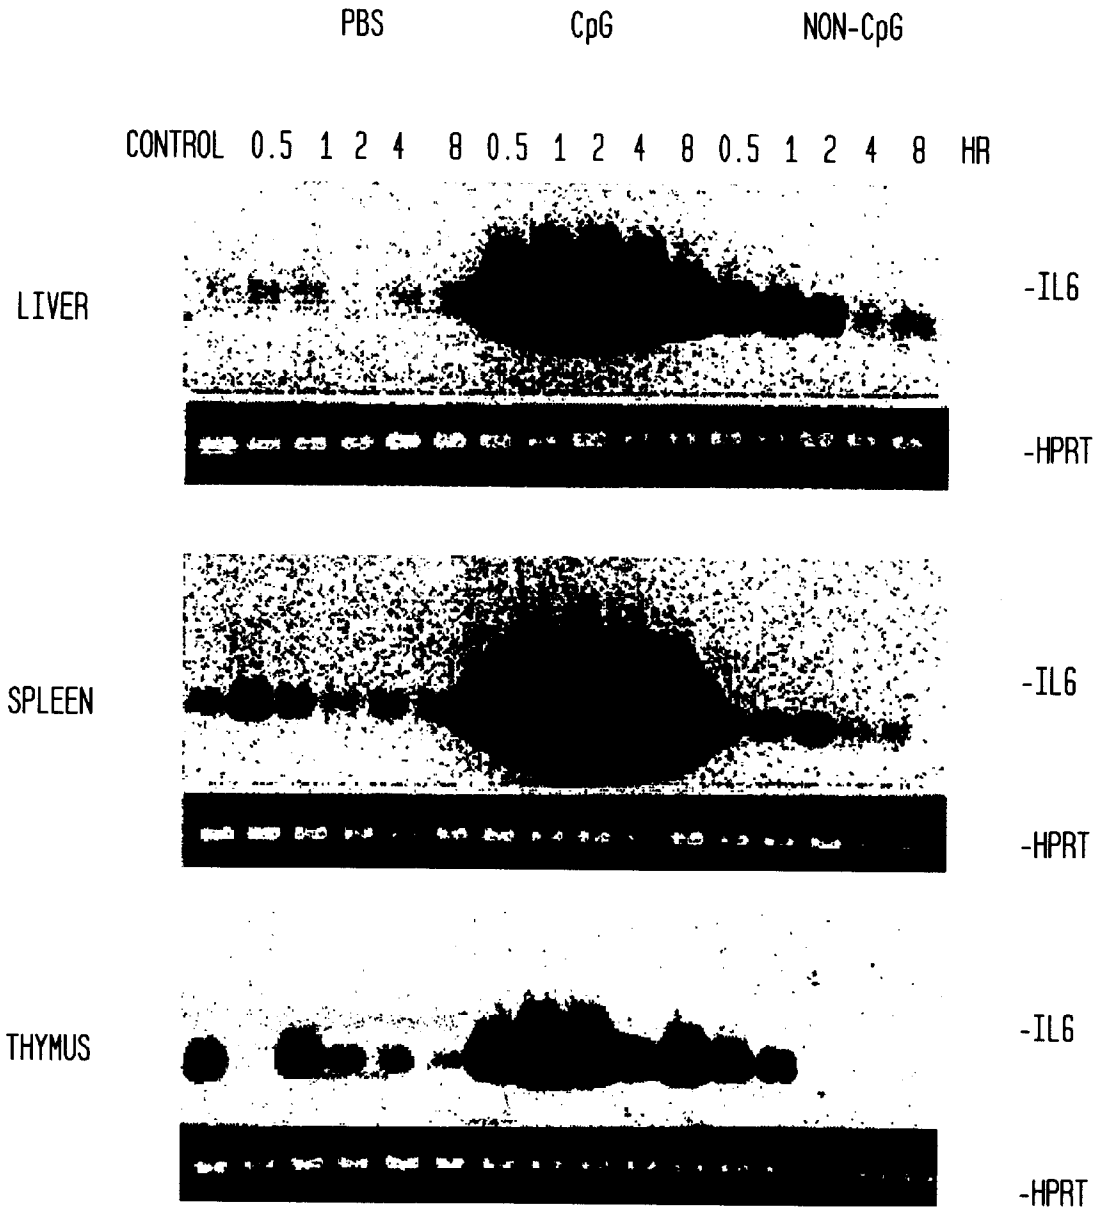 PBS CpG NON-CpG
CONTROL 0.5 1 2 4 8 0.5 1 2 4 8 0.5 1 2 4 8 HR
LIVER
-IL6
-HPRT
SPLEEN
-IL6
-HPRT
THYMUS
-IL6
-HPRT